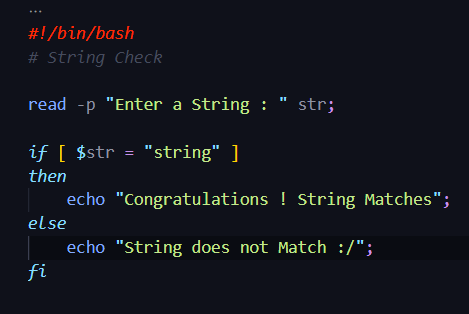 ...
#!/bin/bash
# String Check
read -p "Enter a String : " str;
if [ $str = "string" ]
then
echo "Congratulations ! String Matches";
else
echo "String does not Match :/";
fi